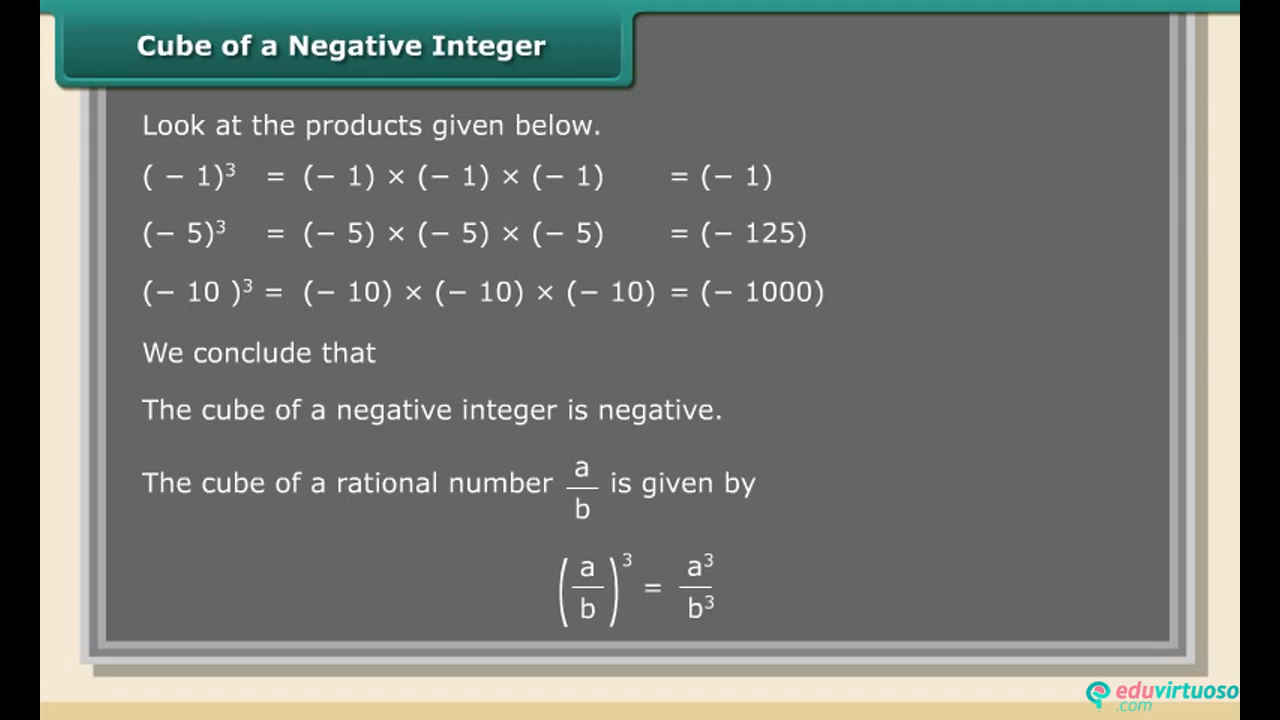 Cube of a Negative Integer
Look at the products given below.
( − 1)³ = (− 1) × (− 1) × (− 1) = (− 1)
(− 5)³ = (− 5) × (− 5) × (− 5) = (− 125)
(− 10 )³ = (− 10) × (− 10) × (− 10) = (− 1000)
We conclude that
The cube of a negative integer is negative.
The cube of a rational number a/b is given by
(a/b)³ = a³/b³
eduvirtuoso
.com